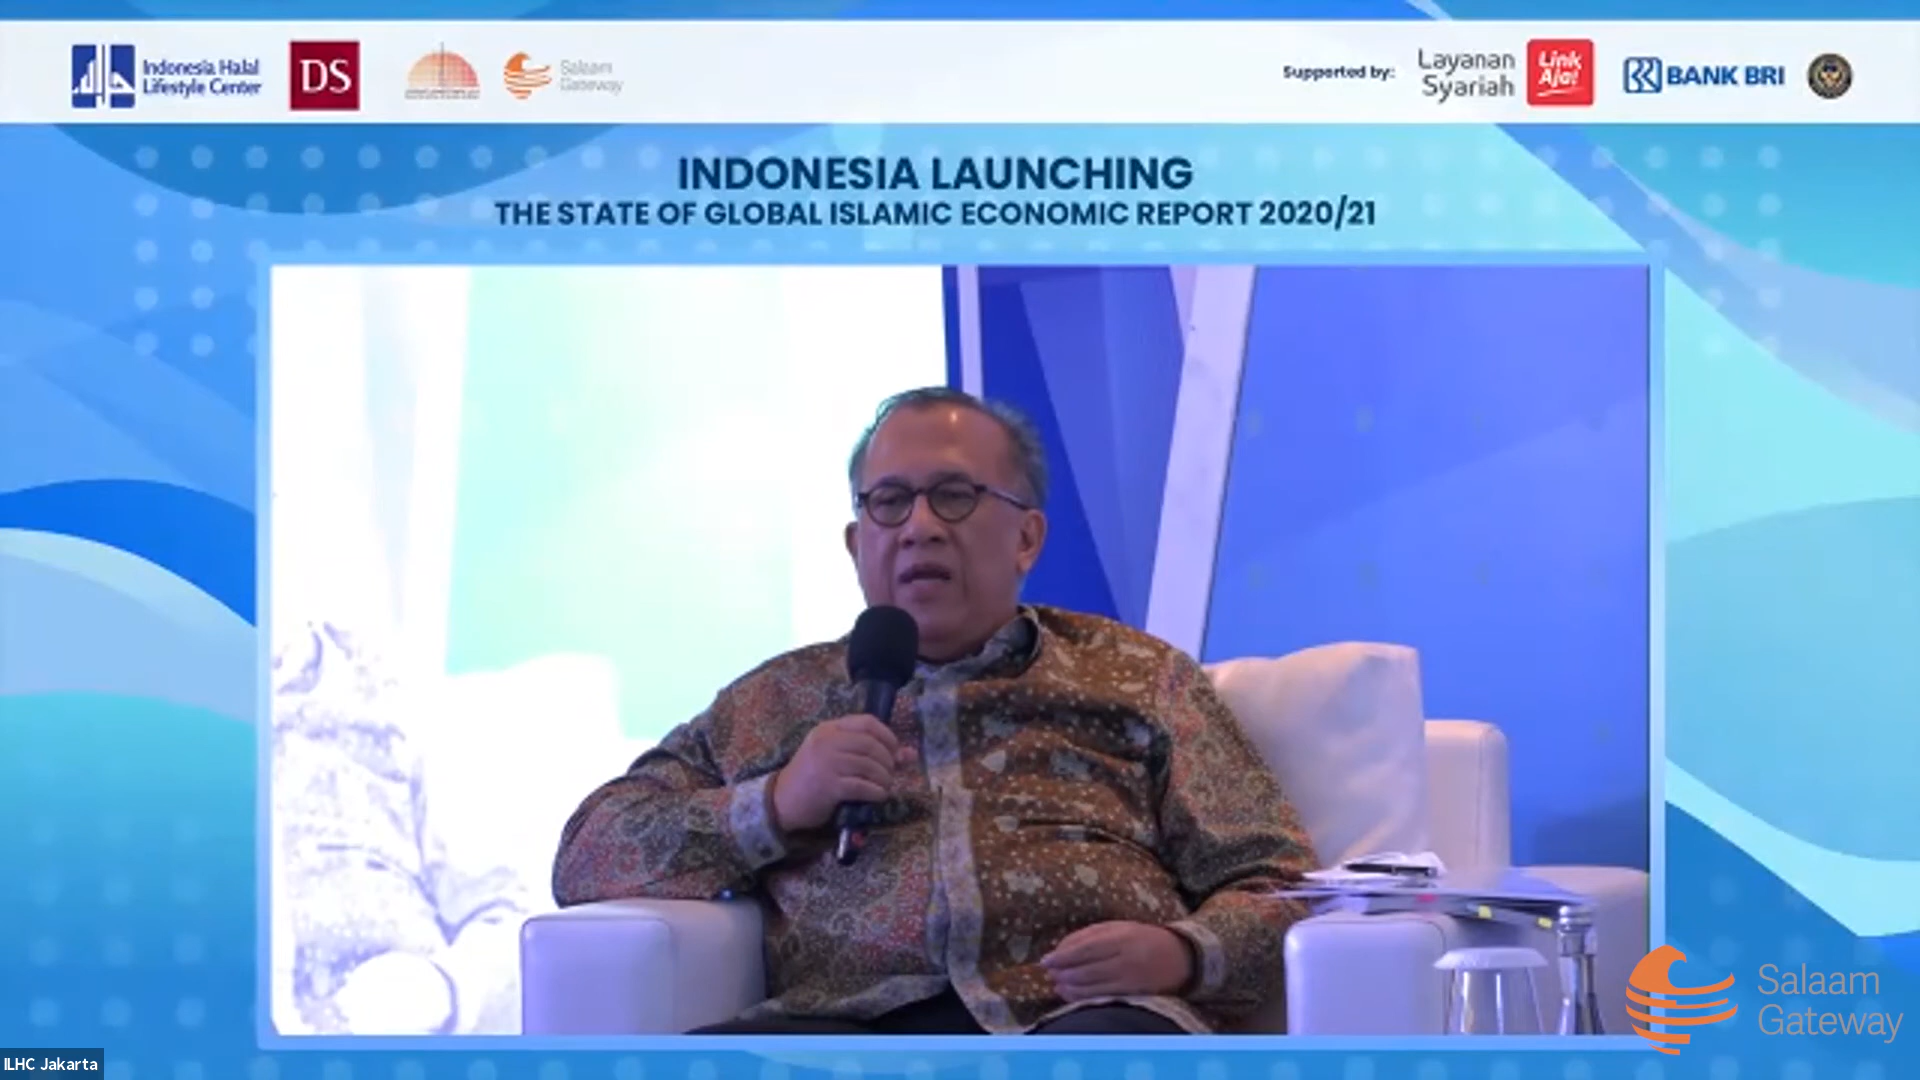 Indonesia Halal
Lifestyle Center
DS
Salaam
Gateway
Supported by:
Layanan
Syariah
Link
Aja!
BANK BRI
INDONESIA LAUNCHING
THE STATE OF GLOBAL ISLAMIC ECONOMIC REPORT 2020/21
Salaam
Gateway
ILHC Jakarta